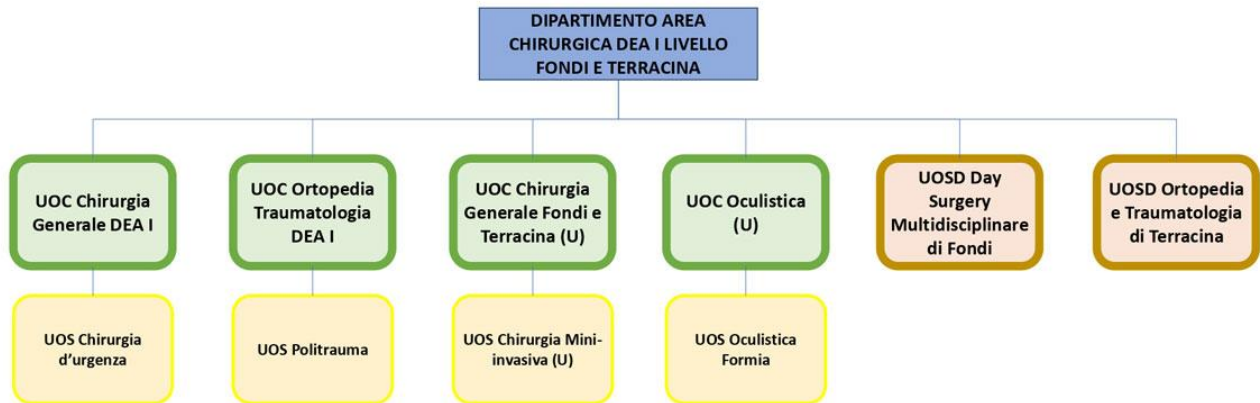 DIPARTIMENTO AREA
CHIRURGICA DEA I LIVELLO
FONDI E TERRACINA
UOC Chirurgia
Generale DEA I
UOC Ortopedia
Traumatologia
DEA I
UOC Chirurgia
Generale Fondi e
Terracina (U)
UOC Oculistica
(U)
UOSD Day
Surgery
Multidisciplinare
di Fondi
UOSD Ortopedia
e Traumatologia
di Terracina
UOS Chirurgia
d’urgenza
UOS Politrauma
UOS Chirurgia Mini-
invasiva (U)
UOS Oculistica
Formia